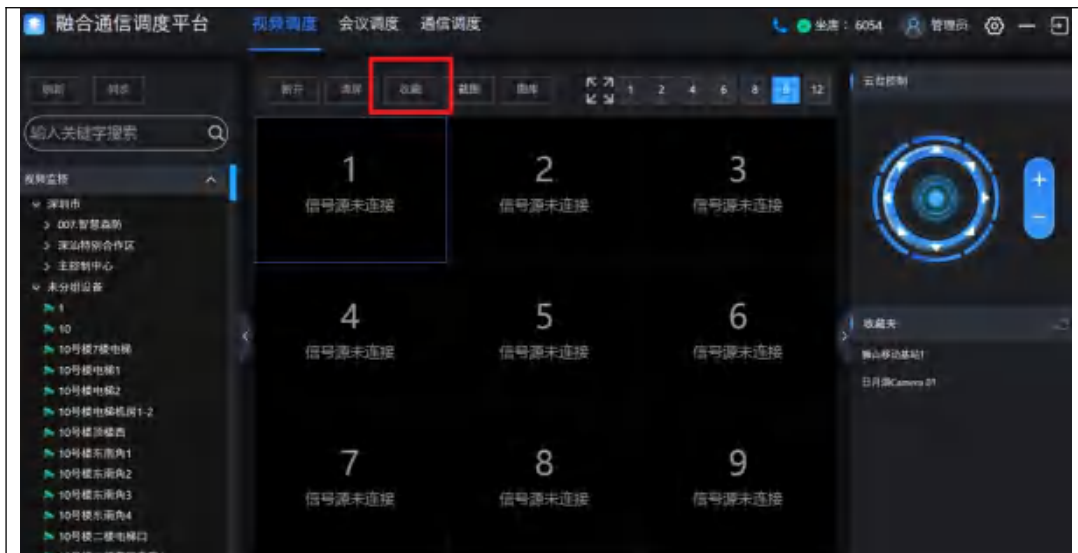 融合通信调度平台
视频调度 会议调度 通信调度
坐席：6054 管理员
刷新 同步
断开 清屏 收藏 截图 图库 1 2 4 6 8 9 12
云台控制
输入关键字搜索
视频监控
深圳市
007.智慧森防
深汕特别合作区
主控制中心
未分组设备
1
10
10号楼7楼电梯
10号楼电梯1
10号楼电梯2
10号楼电梯机房1-2
10号楼顶楼西
10号楼东南角1
10号楼东南角2
10号楼东南角3
10号楼东南角4
10号楼二楼电梯口
1 2 3
信号源未连接 信号源未连接 信号源未连接
4 5 6
信号源未连接 信号源未连接 信号源未连接
7 8 9
信号源未连接 信号源未连接 信号源未连接
收藏夹
移动基站1
Camera 01